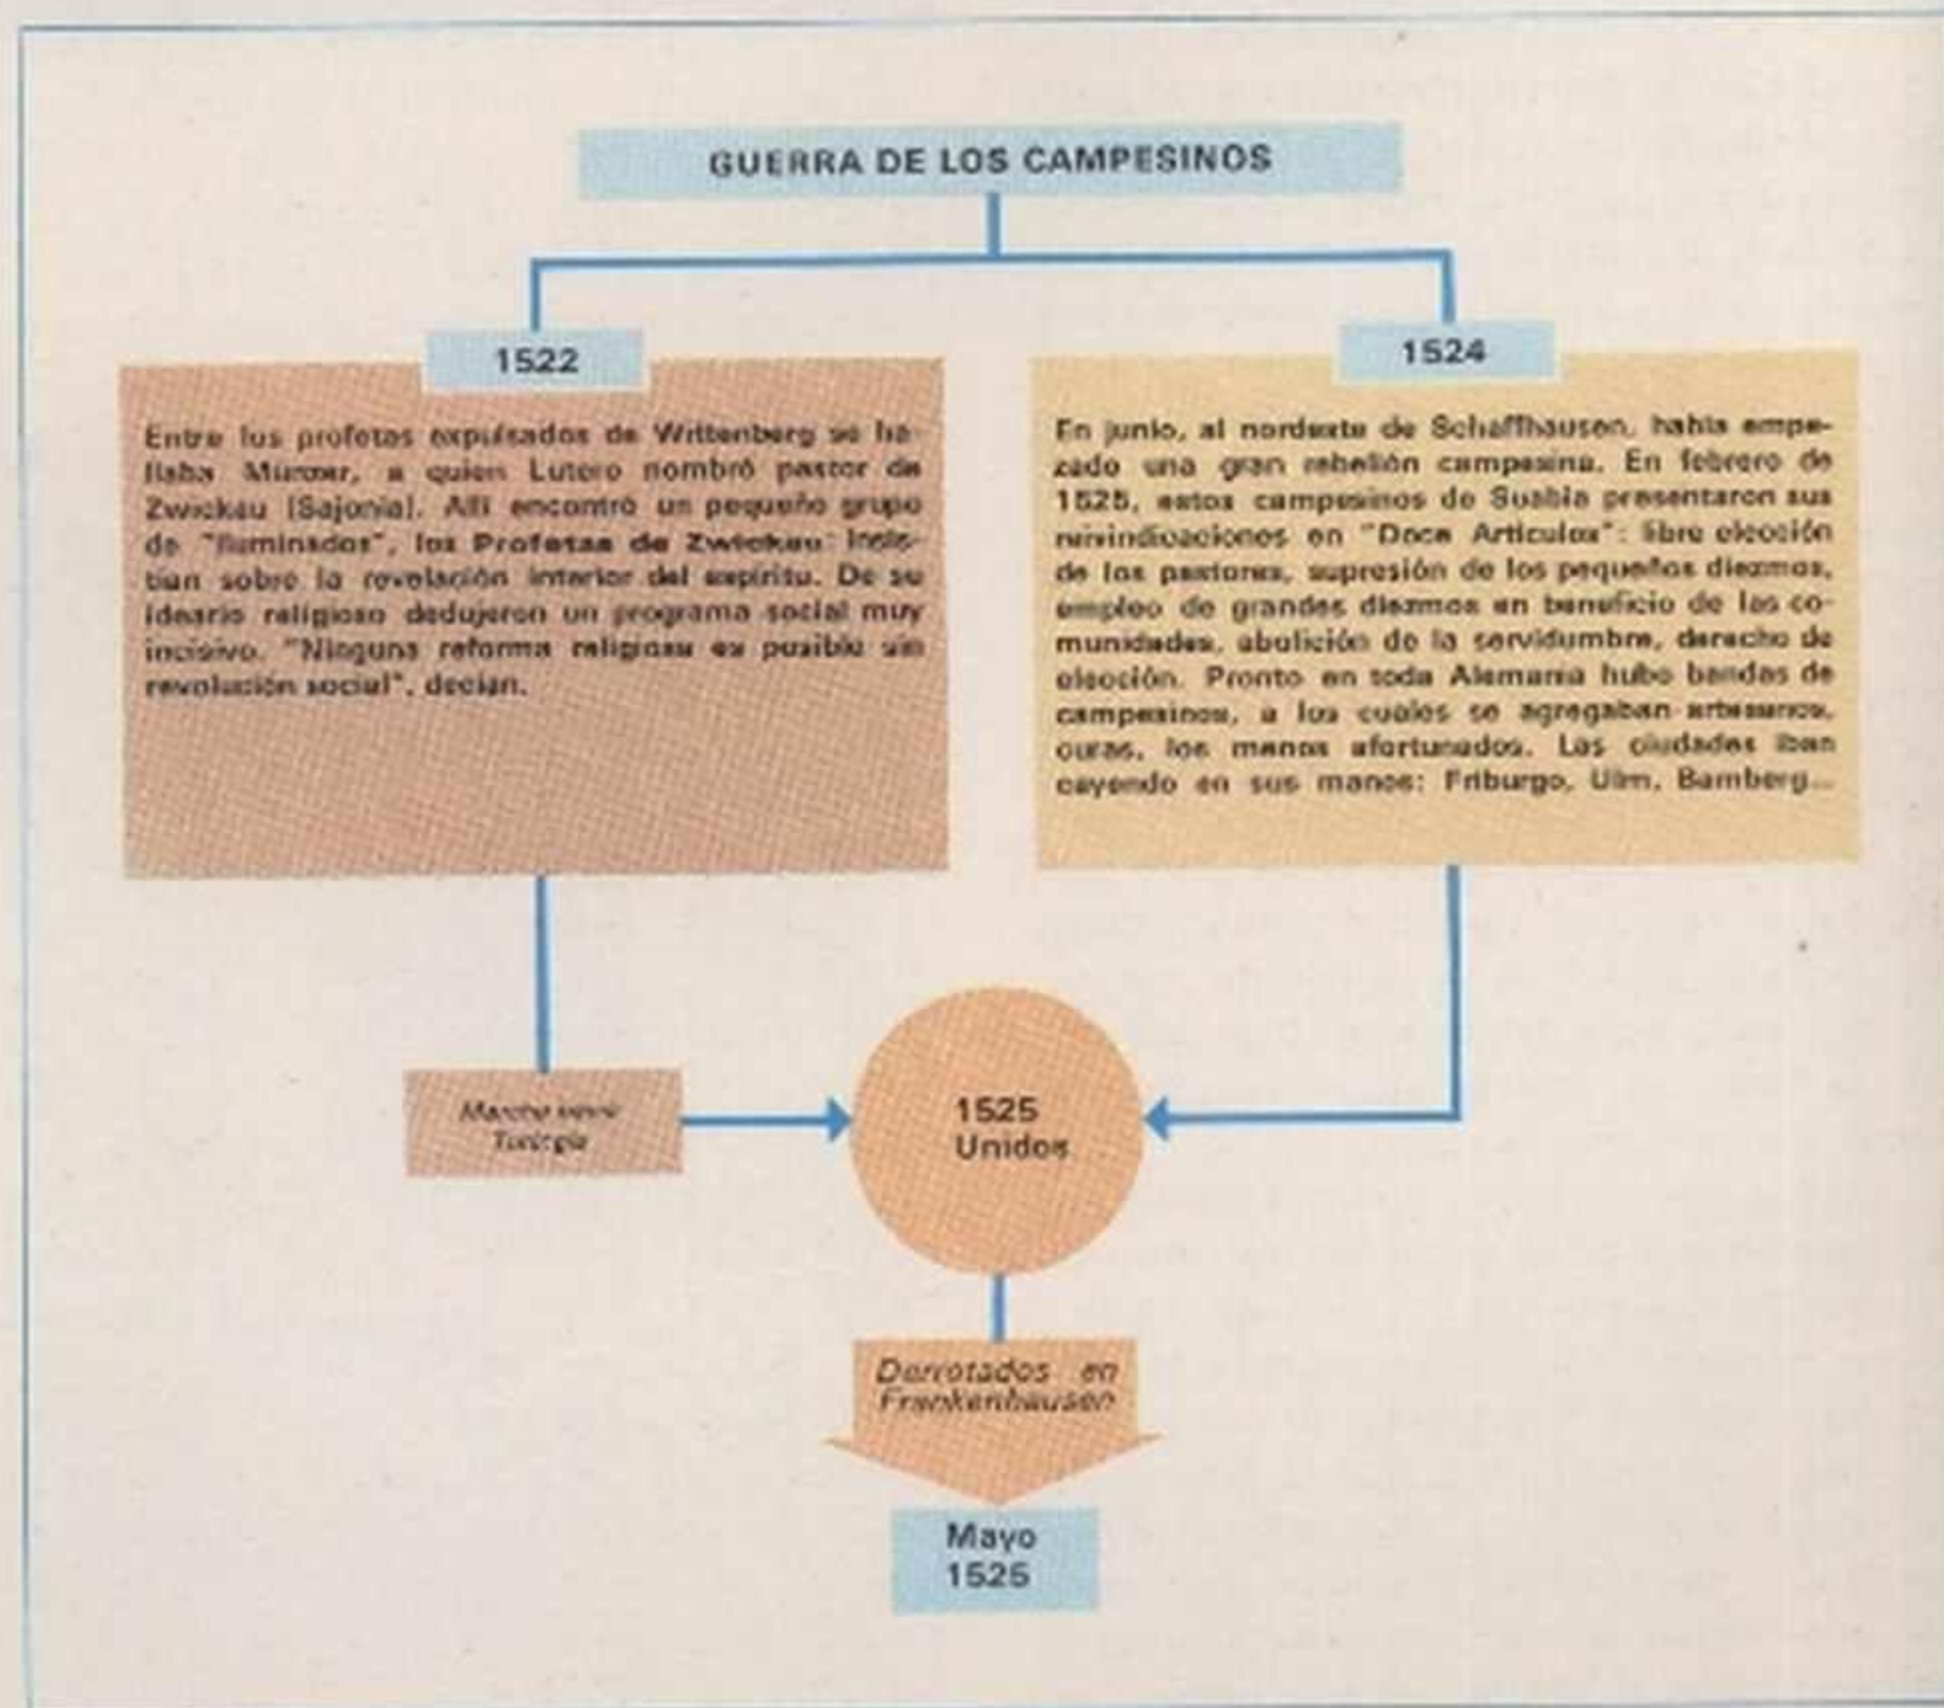 GUERRA DE LOS CAMPESINOS
1522
Entre los profetas expulsados de Wittenberg se ha-
llaba Münzer, a quien Lutero nombró pastor de
Zwickau (Sajonia). Allí encontró un pequeño grupo
de "iluminados", los Profetas de Zwickau: insis-
tían sobre la revelación interior del espíritu. De su
ideario religioso dedujeron un programa social muy
incisivo. "Ninguna reforma religiosa es posible sin
revolución social", decían.
1524
En junio, al nordeste de Schaffhausen, había empe-
zado una gran rebelión campesina. En febrero de
1525, estos campesinos de Suabia presentaron sus
reivindicaciones en "Doce Artículos": libre elección
de los pastores, supresión de los pequeños diezmos,
empleo de grandes diezmos en beneficio de las co-
munidades, abolición de la servidumbre, derecho de
elección. Pronto en toda Alemania hubo bandas de
campesinos, a los cuales se agregaban artesanos,
curas, los menos afortunados. Las ciudades iban
cayendo en sus manos: Friburgo, Ulm, Bamberg...
Marcha
1525
Unidos
Derrotados en
Frankenhausen
Mayo
1525